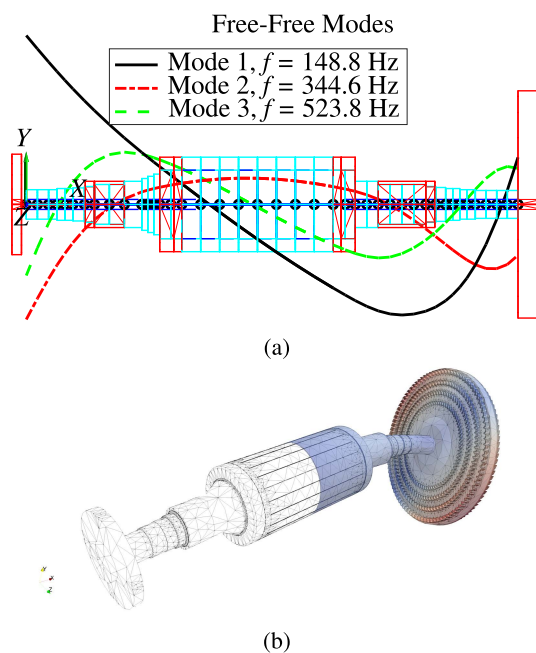 Free-Free Modes
Mode 1, f = 148.8 Hz
Mode 2, f = 344.6 Hz
Mode 3, f = 523.8 Hz
Y
X
Z
(a)
Y
X
Z
(b)